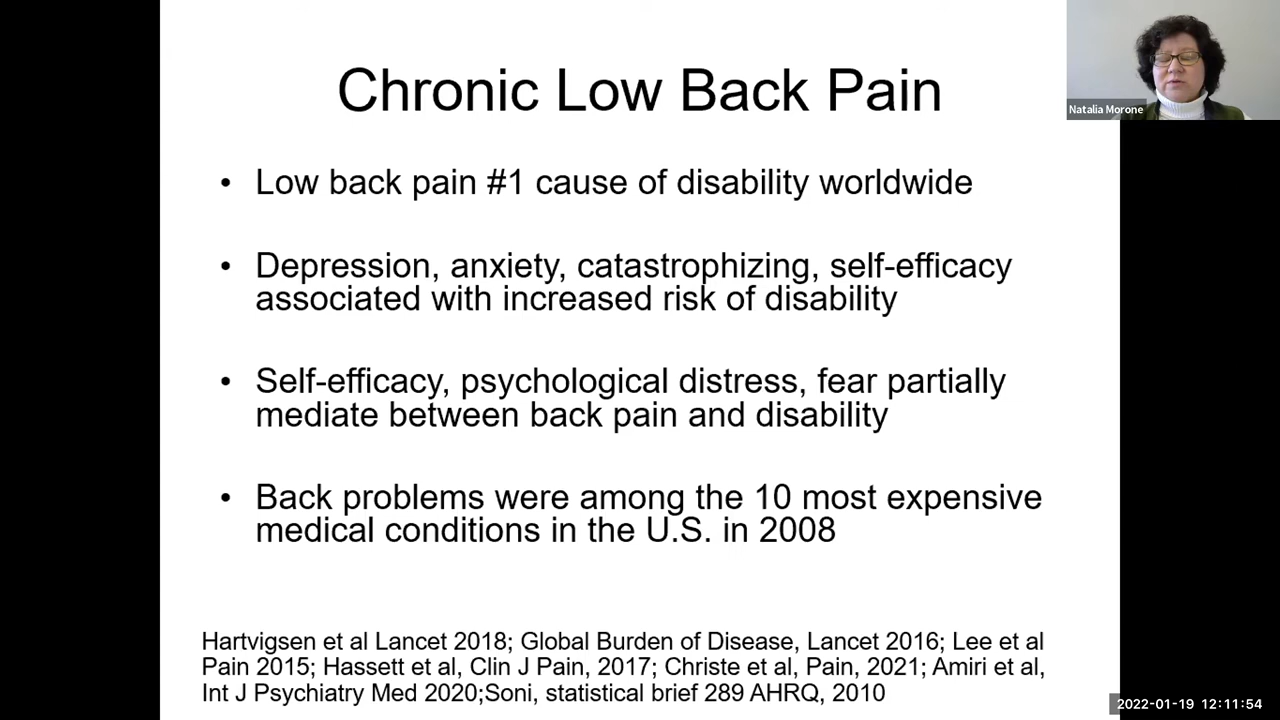 Chronic Low Back Pain
Natalia Morone
• Low back pain #1 cause of disability worldwide
• Depression, anxiety, catastrophizing, self-efficacy
associated with increased risk of disability
• Self-efficacy, psychological distress, fear partially
mediate between back pain and disability
• Back problems were among the 10 most expensive
medical conditions in the U.S. in 2008
Hartvigsen et al Lancet 2018; Global Burden of Disease, Lancet 2016; Lee et al
Pain 2015; Hassett et al, Clin J Pain, 2017; Christe et al, Pain, 2021; Amiri et al,
Int J Psychiatry Med 2020;Soni, statistical brief 289 AHRQ, 2010
2022-01-19 12:11:54